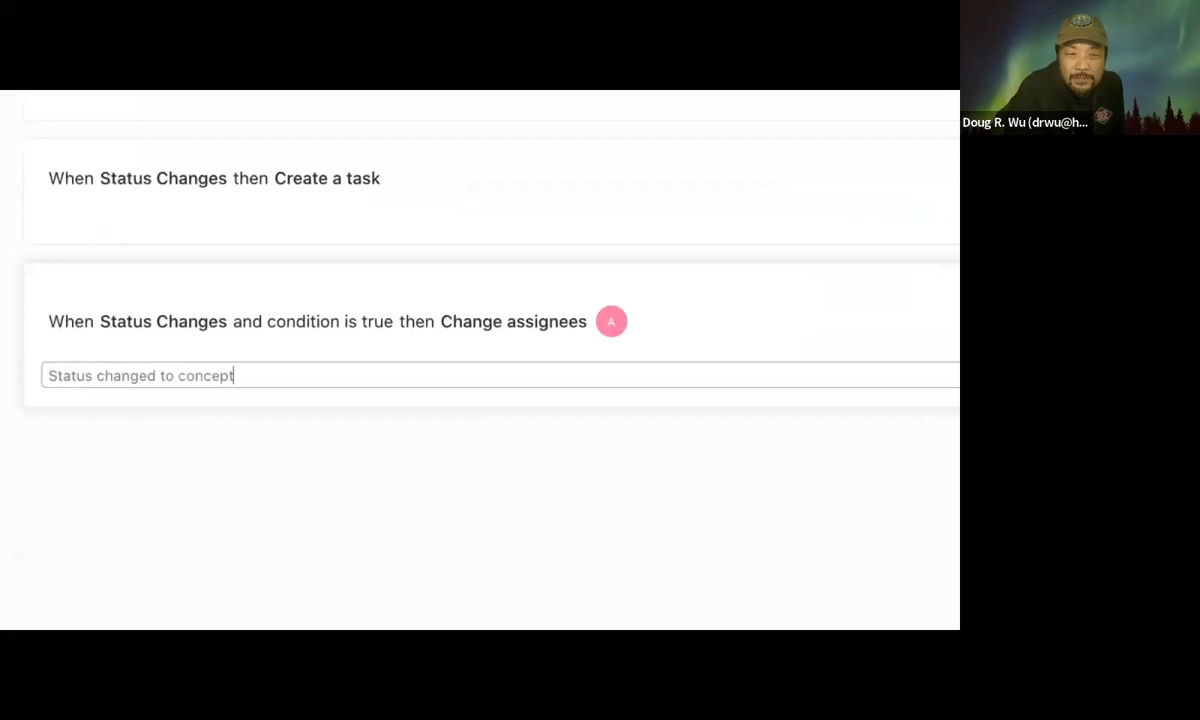 Doug R. Wu (drwu@h...
When Status Changes then Create a task
When Status Changes and condition is true then Change assignees A
Status changed to concept